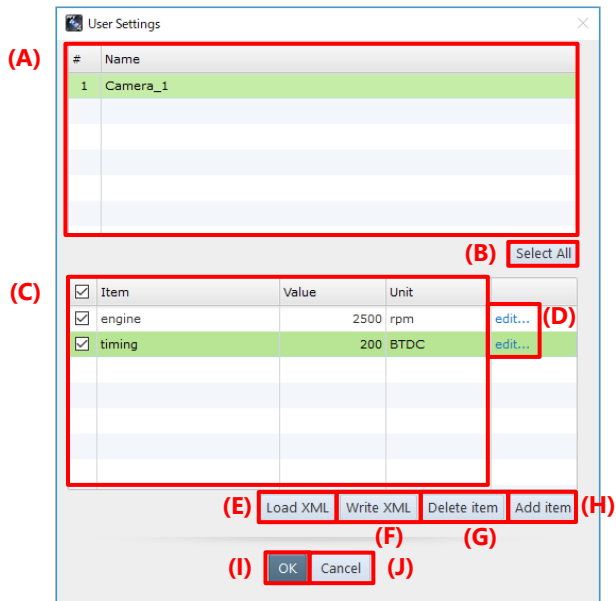 User Settings
(A)
# Name
1 Camera_1
(B) Select All
(C)
Item Value Unit
engine 2500 rpm edit... (D)
timing 200 BTDC edit...
(E) Load XML Write XML Delete item Add item (H)
(F) (G)
(I) OK Cancel (J)